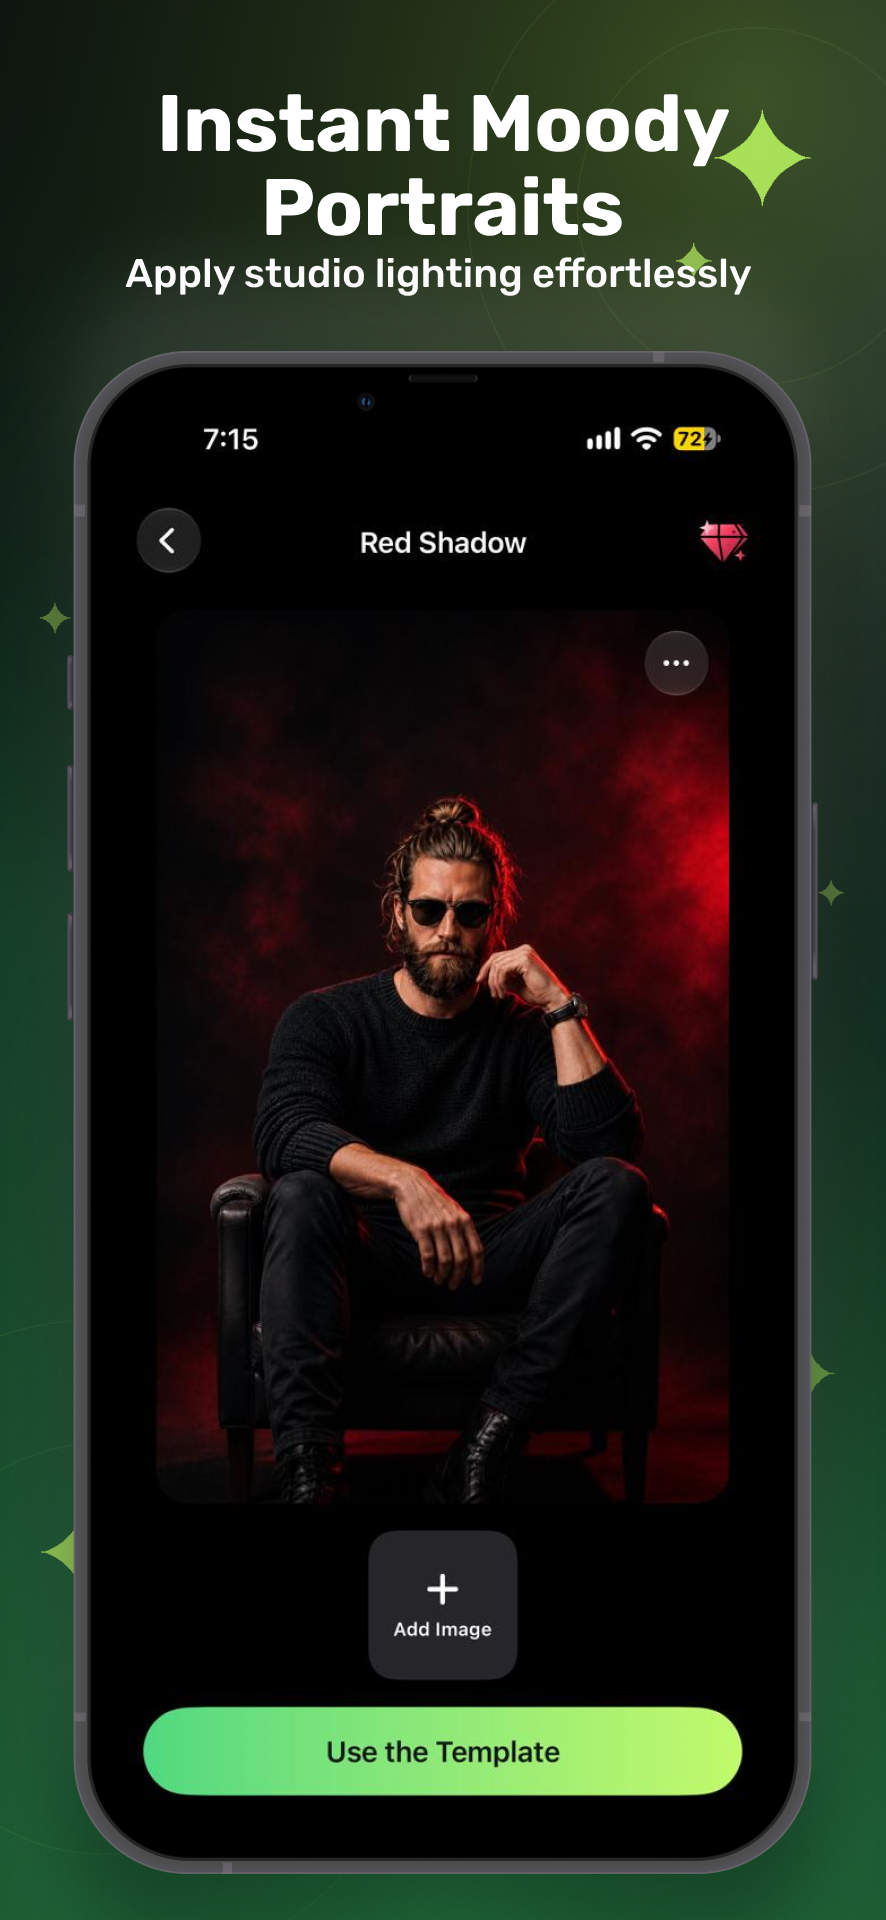 Instant Moody
Portraits
Apply studio lighting effortlessly
7:15
72
Red Shadow
Add Image
Use the Template